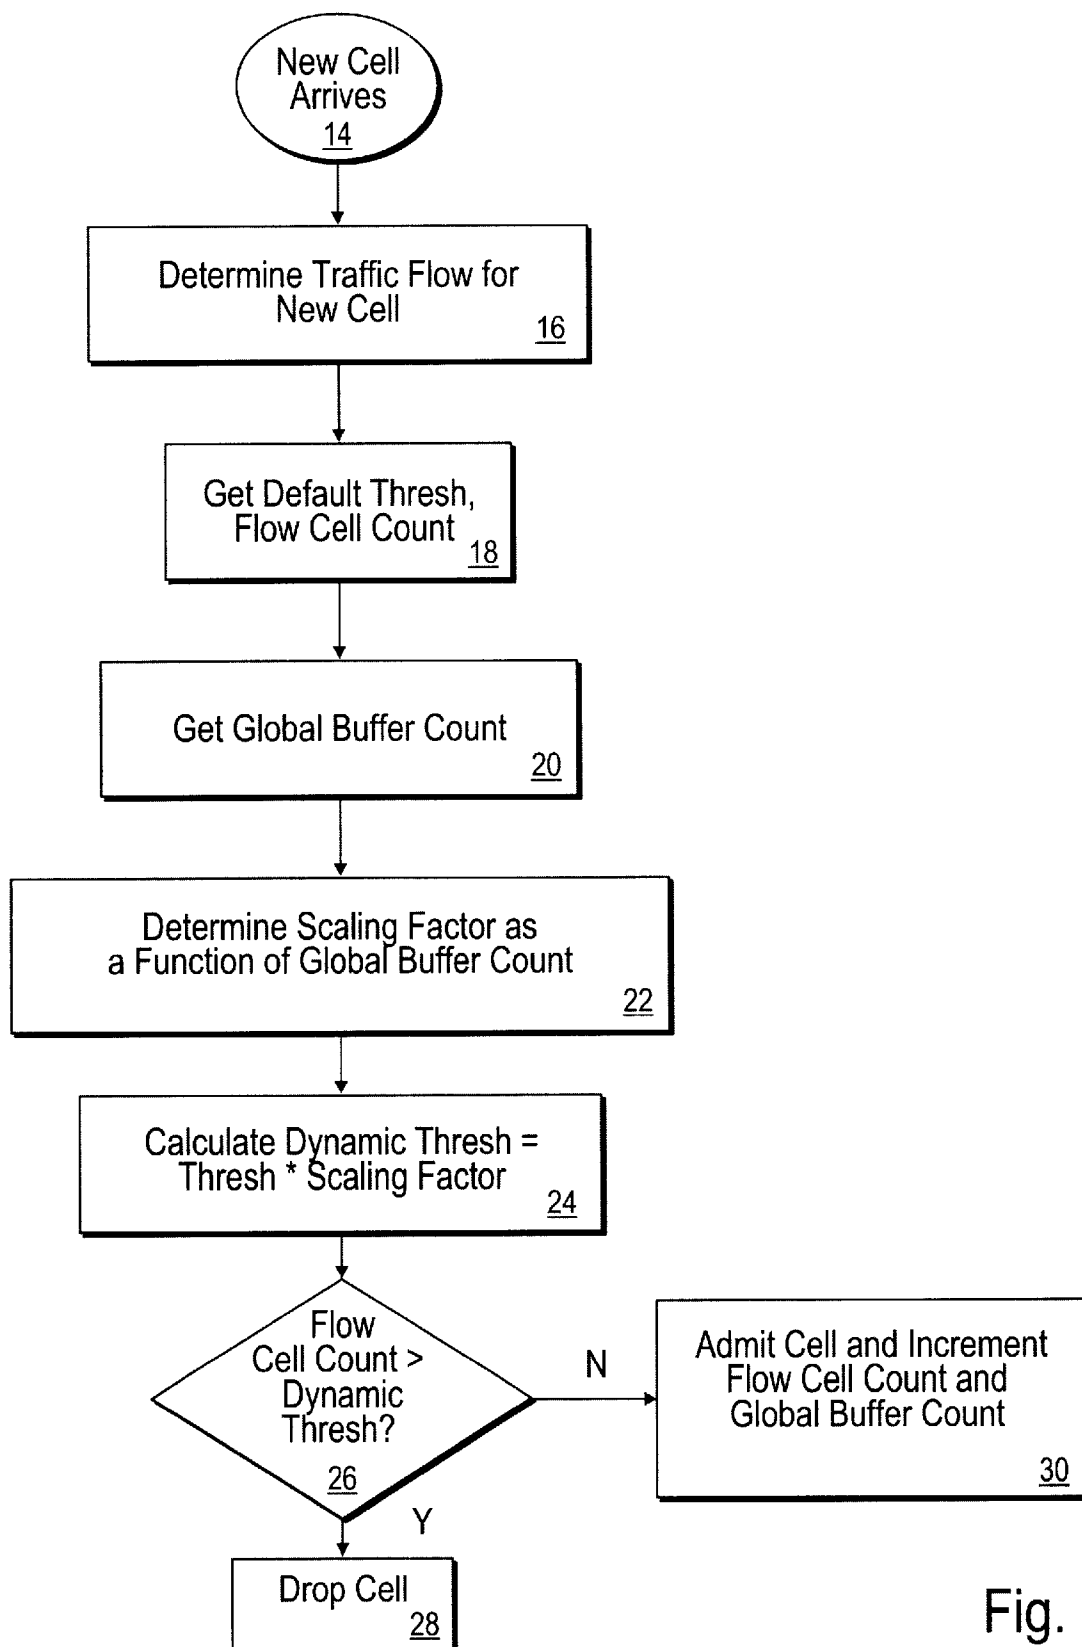 New Cell
Arrives
14
Determine Traffic Flow for
New Cell
16
Get Default Thresh,
Flow Cell Count
18
Get Global Buffer Count
20
Determine Scaling Factor as
a Function of Global Buffer Count
22
Calculate Dynamic Thresh =
Thresh * Scaling Factor
24
Flow
Cell Count >
Dynamic
Thresh?
26
N
Admit Cell and Increment
Flow Cell Count and
Global Buffer Count
30
Y
Drop Cell
28
Fig.